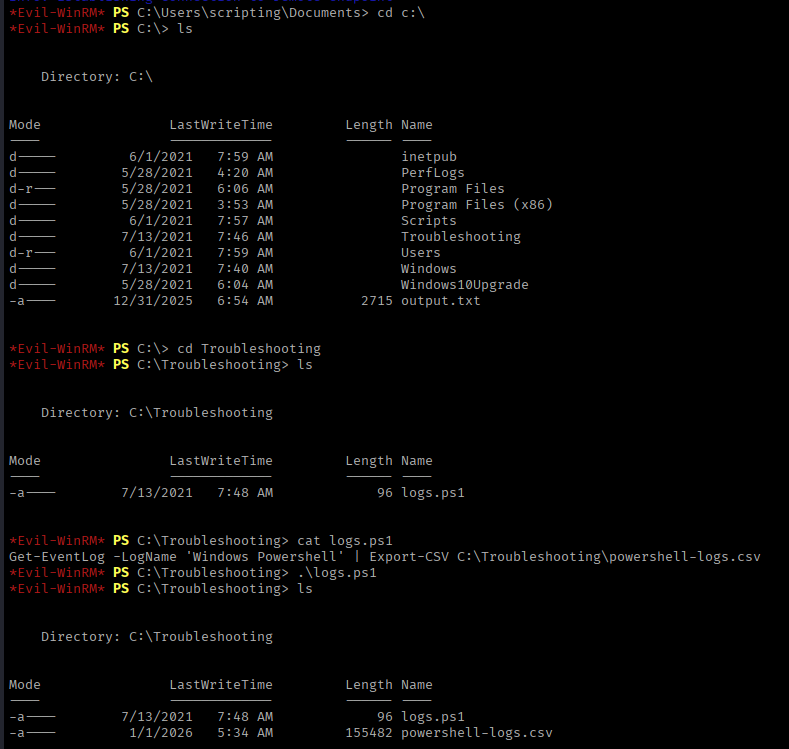 *Evil-WinRM* PS C:\Users\scripting\Documents> cd c:\
*Evil-WinRM* PS C:\> ls
Directory: C:\
Mode LastWriteTime Length Name
d----- 6/1/2021 7:59 AM inetpub
d----- 5/28/2021 4:20 AM PerfLogs
d-r--- 5/28/2021 6:06 AM Program Files
d----- 5/28/2021 3:53 AM Program Files (x86)
d----- 6/1/2021 7:57 AM Scripts
d----- 7/13/2021 7:46 AM Troubleshooting
d-r--- 6/1/2021 7:59 AM Users
d----- 7/13/2021 7:40 AM Windows
d----- 5/28/2021 6:04 AM Windows10Upgrade
-a---- 12/31/2025 6:54 AM 2715 output.txt
*Evil-WinRM* PS C:\> cd Troubleshooting
*Evil-WinRM* PS C:\Troubleshooting> ls
Directory: C:\Troubleshooting
Mode LastWriteTime Length Name
-a---- 7/13/2021 7:48 AM 96 logs.ps1
*Evil-WinRM* PS C:\Troubleshooting> cat logs.ps1
Get-EventLog -LogName 'Windows Powershell' | Export-CSV C:\Troubleshooting\powershell-logs.csv
*Evil-WinRM* PS C:\Troubleshooting> .\logs.ps1
*Evil-WinRM* PS C:\Troubleshooting> ls
Directory: C:\Troubleshooting
Mode LastWriteTime Length Name
-a---- 7/13/2021 7:48 AM 96 logs.ps1
-a---- 1/1/2026 5:34 AM 155482 powershell-logs.csv